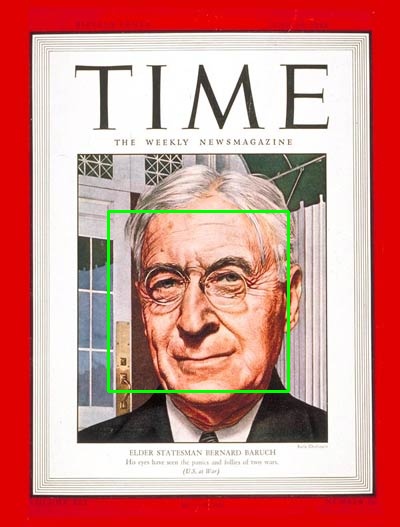 TIME
THE WEEKLY NEWSMAGAZINE
ELDER STATESMAN BERNARD BARUCH
His eyes have seen the panics and follies of two wars.
(U.S. at War)